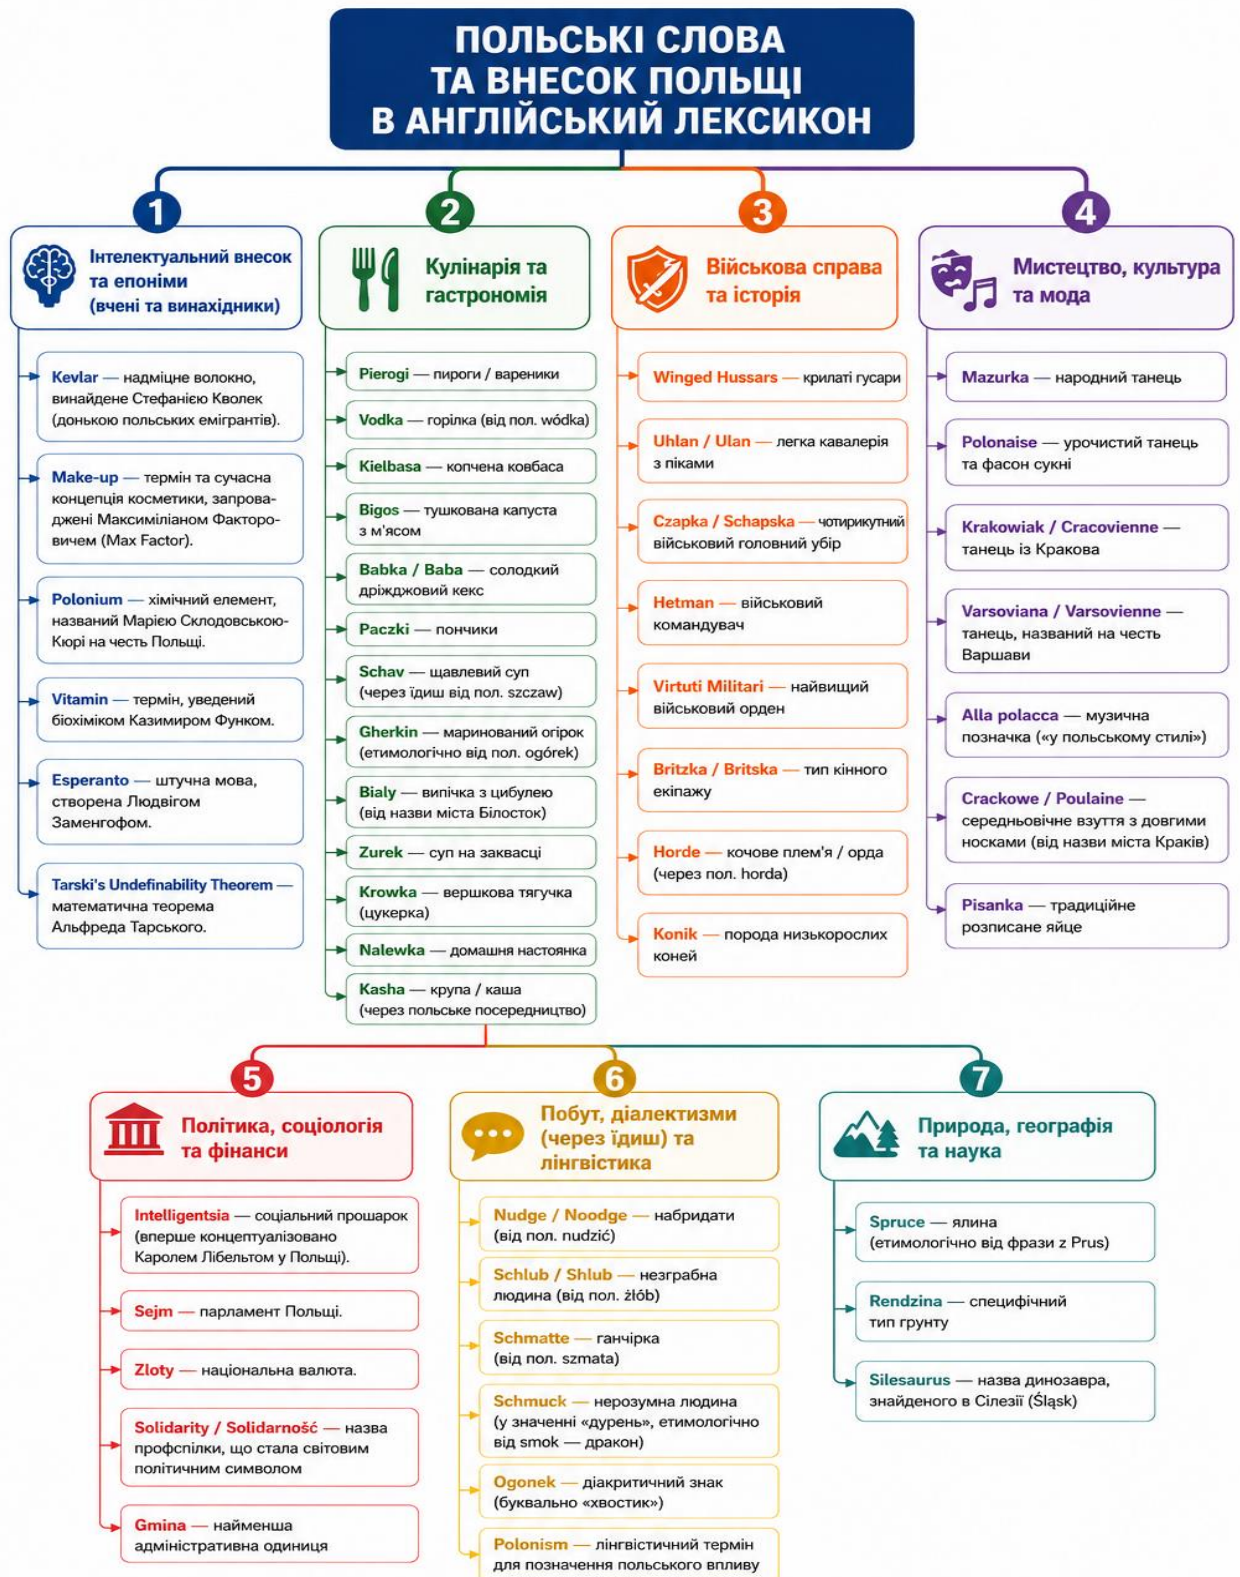 ПОЛЬСЬКІ СЛОВА
ТА ВНЕСОК ПОЛЬЩІ
В АНГЛІЙСЬКИЙ ЛЕКСИКОН
1
Інтелектуальний внесок
та епоніми
(вчені та винахідники)
Kevlar — надміцне волокно,
винайдене Стефанією Кволек
(донькою польських емігрантів).
Make-up — термін та сучасна
концепція косметики, запрова-
джені Максиміліаном Факторо-
вичем (Max Factor).
Polonium — хімічний елемент,
названий Марією Склодовською-
Кюрі на честь Польщі.
Vitamin — термін, уведений
біохіміком Казимиром Функом.
Esperanto — штучна мова,
створена Людвігом
Заменгофом.
Tarski's Undefinability Theorem —
математична теорема
Альфреда Тарського.
2
Кулінарія та
гастрономія
Pierogi — пироги / вареники
Vodka — горілка (від пол. wódka)
Kielbasa — копчена ковбаса
Bigos — тушкована капуста
з м'ясом
Babka / Baba — солодкий
дріжджовий кекс
Paczki — пончики
Schav — щавлевий суп
(через їдиш від пол. szczaw)
Gherkin — маринований огірок
(етимологічно від пол. ogórek)
Bialy — випічка з цибулею
(від назви міста Білосток)
Zurek — суп на заквасці
Krowka — вершкова тягучка
(цукерка)
Nalewka — домашня настоянка
Kasha — крупа / каша
(через польське посередництво)
3
Військова справа
та історія
Winged Hussars — крилаті гусари
Uhlan / Ulan — легка кавалерія
з піками
Czapka / Schapska — чотирикутний
військовий головний убір
Hetman — військовий
командувач
Virtuti Militari — найвищий
військовий орден
Britzka / Britska — тип кінного
екіпажу
Horde — кочове плем'я / орда
(через пол. horda)
Konik — порода низькорослих
коней
4
Мистецтво, культура
та мода
Mazurka — народний танець
Polonaise — урочистий танець
та фасон сукні
Krakowiak / Cracovienne —
танець із Кракова
Varsoviana / Varsovienne —
танець, названий на честь
Варшави
Alla polacca — музична
позначка («у польському стилі»)
Crackowe / Poulaine —
середньовічне взуття з довгими
носками (від назви міста Краків)
Pisanka — традиційне
розписане яйце
5
Політика, соціологія
та фінанси
Intelligentsia — соціальний прошарок
(вперше концептуалізовано
Каролем Лібельтом у Польщі).
Sejm — парламент Польщі.
Zloty — національна валюта.
Solidarity / Solidarność — назва
профспілки, що стала світовим
політичним символом
Gmina — найменша
адміністративна одиниця
6
Побут, діалектизми
(через їдиш) та
лінгвістика
Nudge / Noodge — набридати
(від пол. nudzić)
Schlub / Shlub — незграбна
людина (від пол. żłób)
Schmatte — ганчірка
(від пол. szmata)
Schmuck — нерозумна людина
(у значенні «дурень», етимологічно
від smok — дракон)
Ogonek — діакритичний знак
(буквально «хвостик»)
Polonism — лінгвістичний термін
для позначення польського впливу
7
Природа, географія
та наука
Spruce — ялина
(етимологічно від фрази z Prus)
Rendzina — специфічний
тип грунту
Silesaurus — назва динозавра,
знайденого в Сілезії (Śląsk)